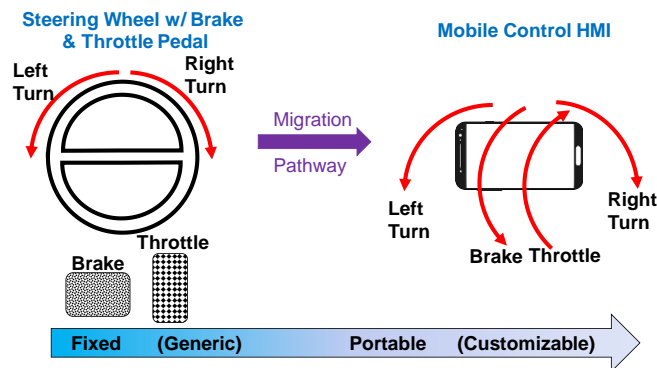 Steering Wheel w/ Brake
& Throttle Pedal
Left
Turn
Right
Turn
Throttle
Brake
Migration
Pathway
Mobile Control HMI
Left
Turn
Right
Turn
Brake Throttle
Fixed (Generic) Portable (Customizable)